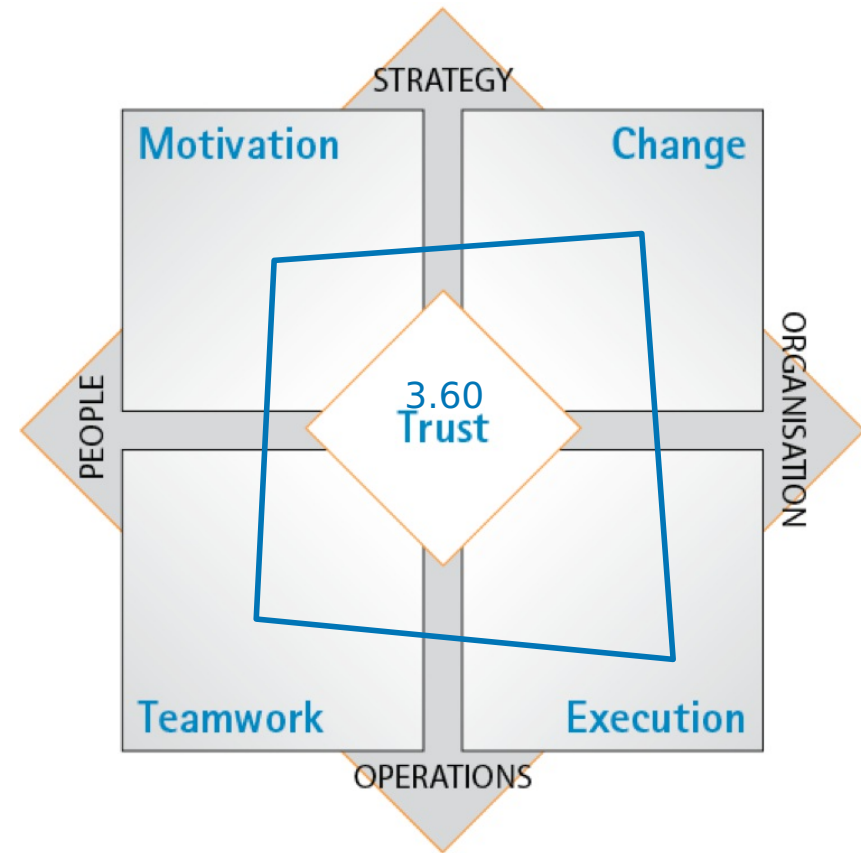 STRATEGY
Motivation
Change
PEOPLE
3.60
Trust
ORGANISATION
Teamwork
Execution
OPERATIONS